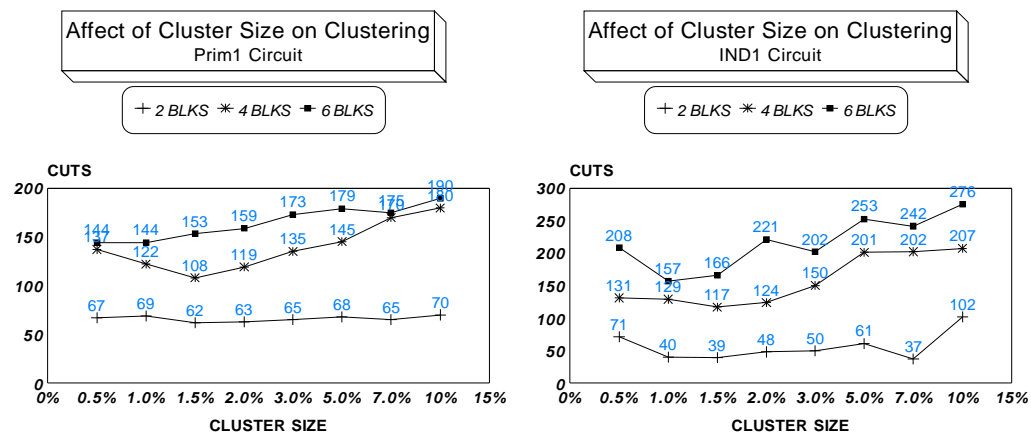 Affect of Cluster Size on Clustering
Prim1 Circuit
2 BLKS 4 BLKS 6 BLKS
CUTS
200
150
100
50
0
144 144 153 159 173 179 175 190
137 122 108 119 135 145 170 180
67 69 62 63 65 68 65 70
0% 0.5% 1.0% 1.5% 2.0% 3.0% 5.0% 7.0% 10% 15%
CLUSTER SIZE
Affect of Cluster Size on Clustering
IND1 Circuit
2 BLKS 4 BLKS 6 BLKS
CUTS
300
250
200
150
100
50
0
208 157 166 221 202 253 242 276
131 129 117 124 150 201 202 207
71 40 39 48 50 61 37 102
0% 0.5% 1.0% 1.5% 2.0% 3.0% 5.0% 7.0% 10% 15%
CLUSTER SIZE